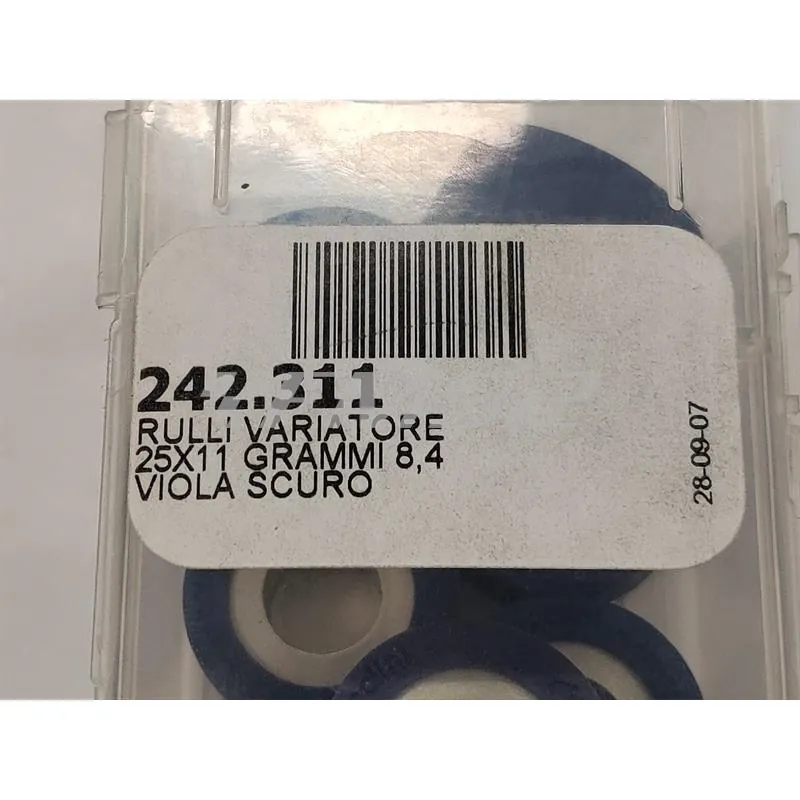 242.311
RULLI VARIATORE
25X11 GRAMMI 8,4
VIOLA SCURO
28-09-07